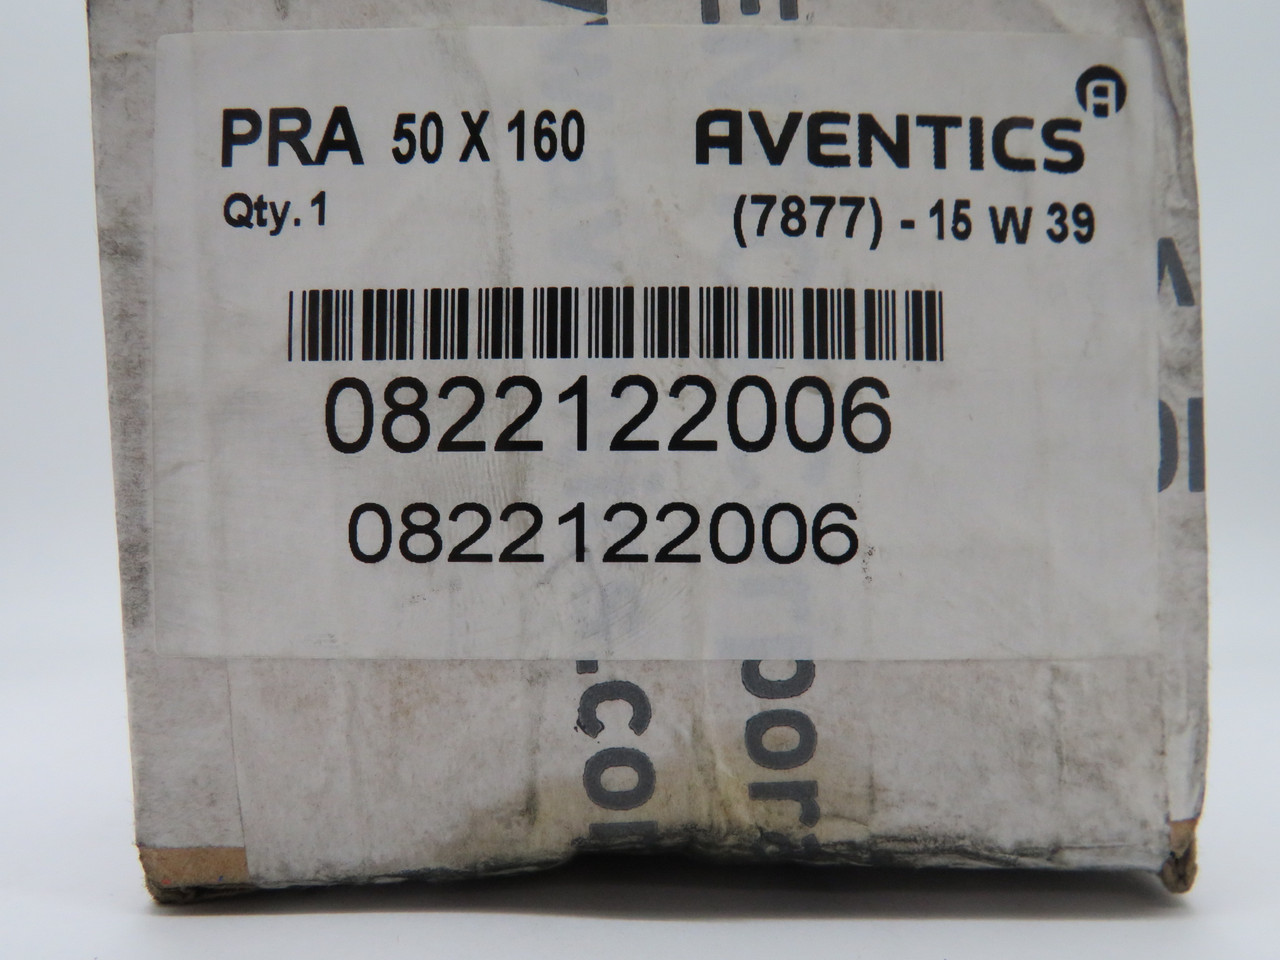 PRA 50 X 160
AVENTICS
Qty. 1
(7877) - 15 W 39
0822122006
0822122006